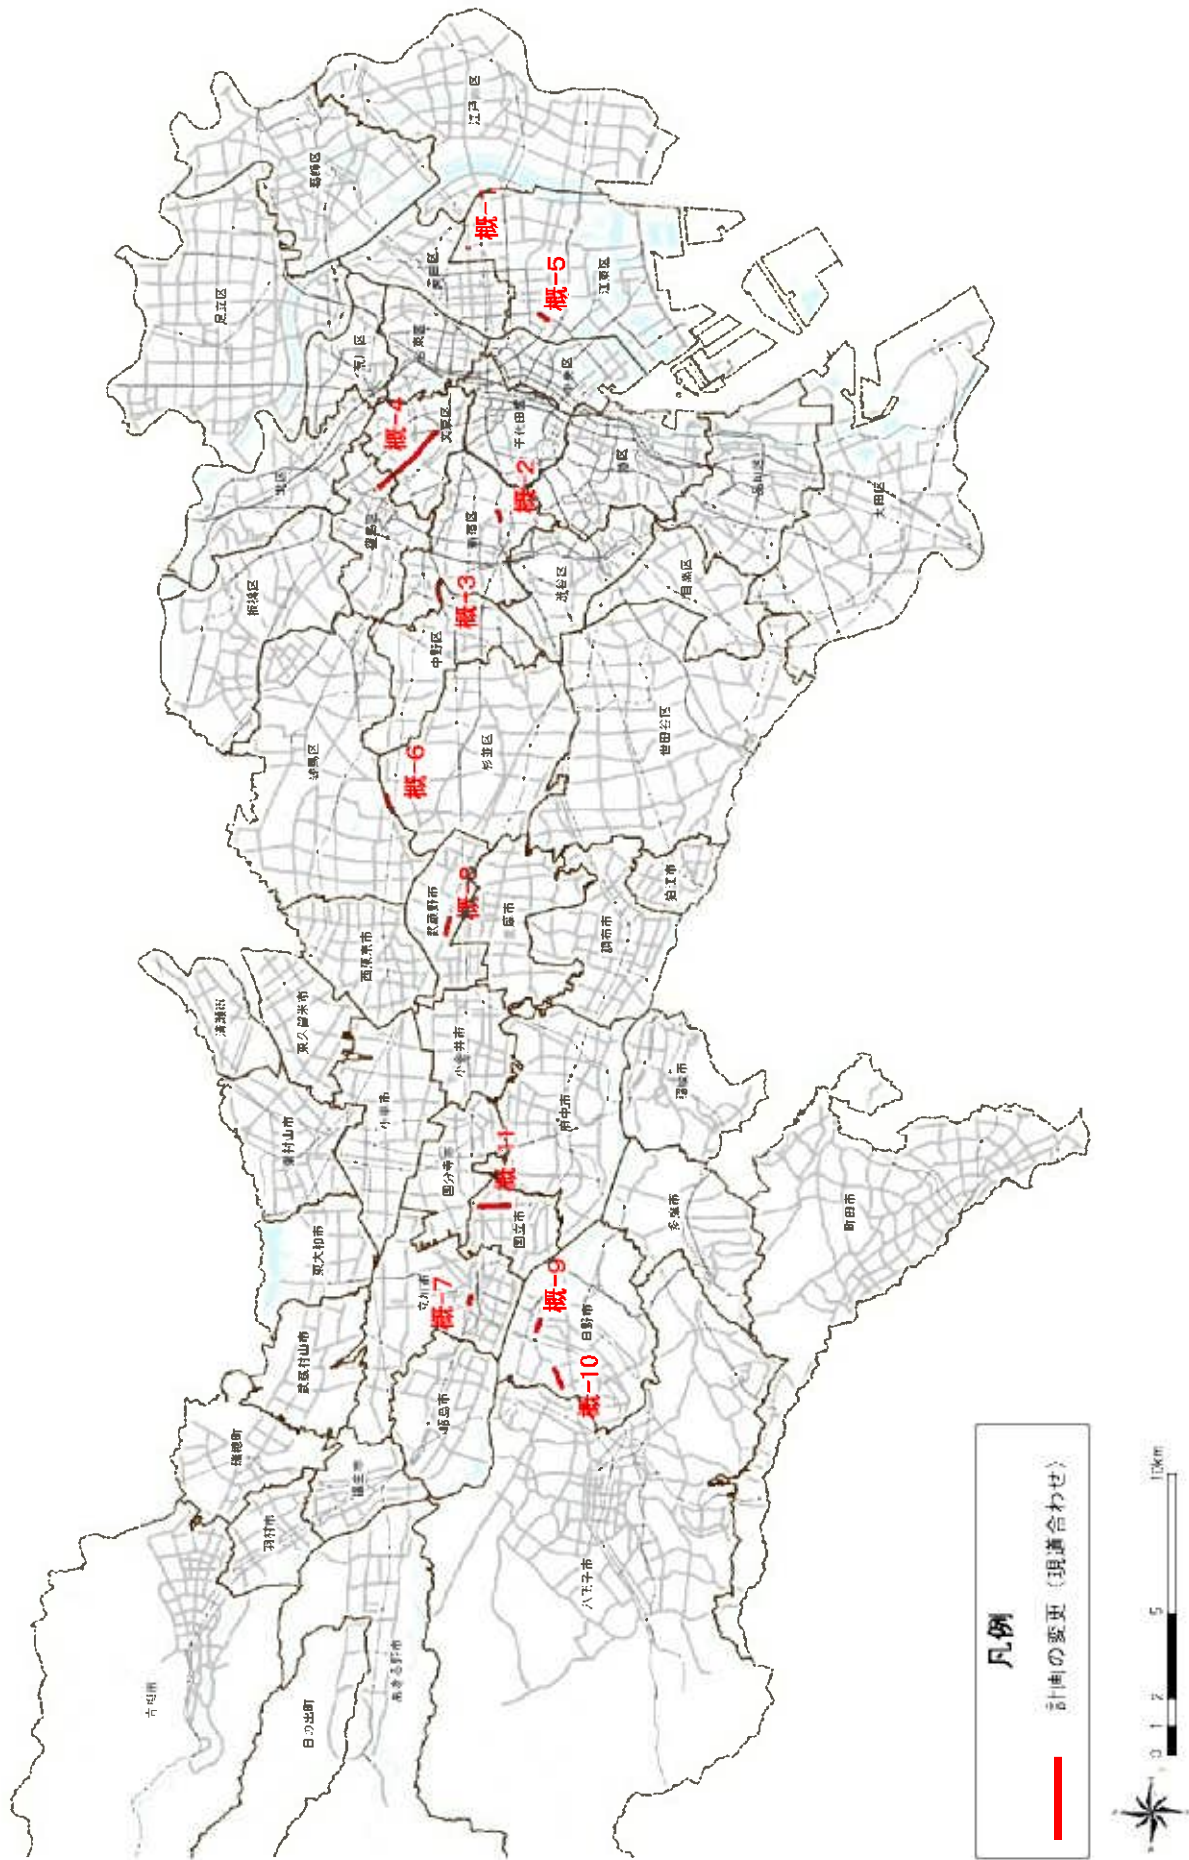 江戸川区
葛飾区
足立区
墨田区
概-1
概-5
江東区
荒川区
台東区
中央区
概-4
文京区
千代田区
北区
概-2
港区
品川区
大田区
豊島区
新宿区
板橋区
概-3
渋谷区
目黒区
中野区
練馬区
概-6
杉並区
世田谷区
武蔵野市
概-8
狛江市
調布市
西東京市
清瀬市
東久留米市
小金井市
小平市
府中市
稲城市
東村山市
国分寺市
概-11
国立市
多摩市
町田市
東大和市
立川市
概-7
概-9
日野市
概-10
武蔵村山市
昭島市
瑞穂町
福生市
羽村市
八王子市
あきる野市
日の出町
凡例
計画の変更（現道合わせ）
0 1 2 5 10km